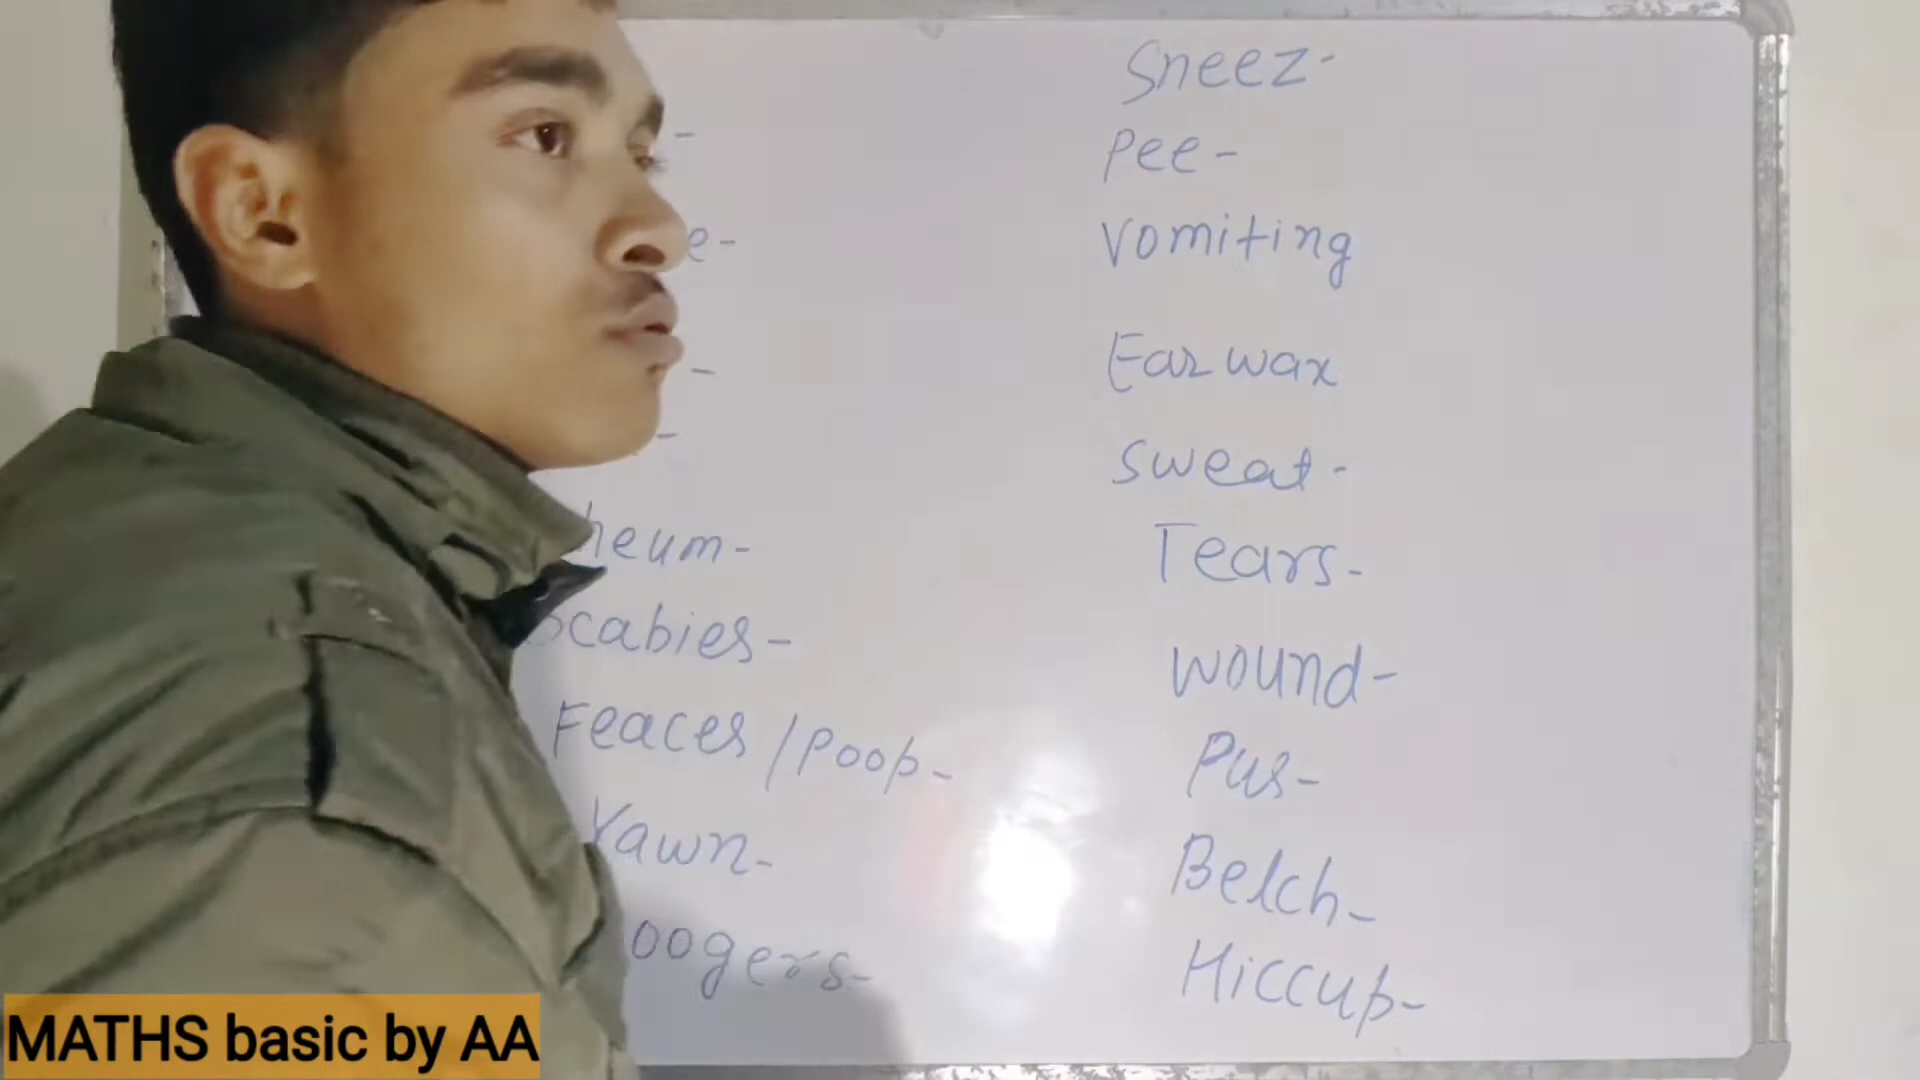 Sneez-
Pee-
Vomiting
Ear wax
Sweat-
Tears-
Wound-
Pus-
Belch-
Hiccup-
heum-
Scabies-
Feaces/Poop-
Yawn-
oogers-
MATHS basic by AA